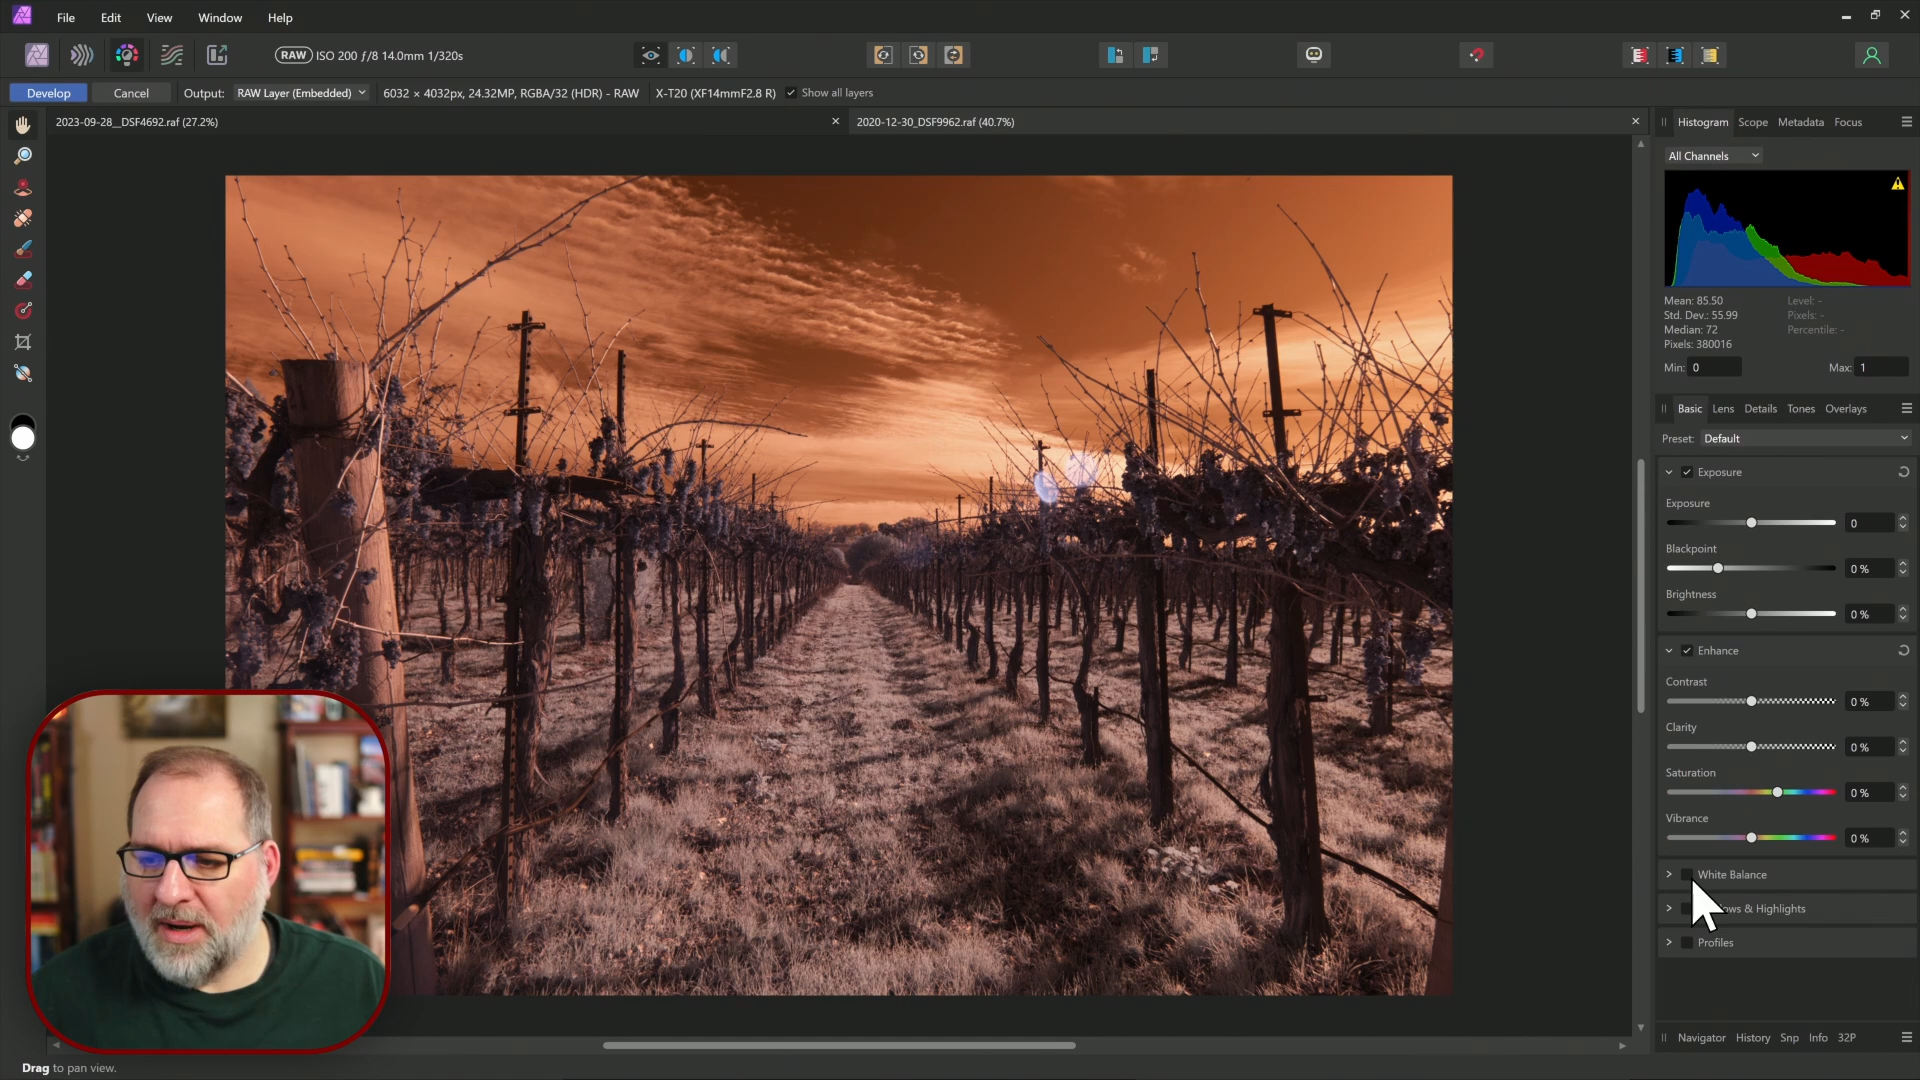 File Edit View Window Help
RAW ISO 200 ƒ/8 14.0mm 1/320s
Develop Cancel Output: RAW Layer (Embedded) 6032 × 4032px, 24.32MP, RGBA/32 (HDR) - RAW X-T20 (XF14mmF2.8 R) Show all layers
2023-09-28__DSF4692.raf (27.2%) 2020-12-30_DSF9962.raf (40.7%)
Histogram Scope Metadata Focus
All Channels
Mean: 85.50 Level: -
Std. Dev.: 55.99 Pixels: -
Median: 72 Percentile: -
Pixels: 380016
Min: 0 Max: 1
Basic Lens Details Tones Overlays
Preset: Default
Exposure
Exposure
0
Blackpoint
0 %
Brightness
0 %
Enhance
Contrast
0 %
Clarity
0 %
Saturation
0 %
Vibrance
0 %
White Balance
ows & Highlights
Profiles
Navigator History Snp Info 32P
Drag to pan view.